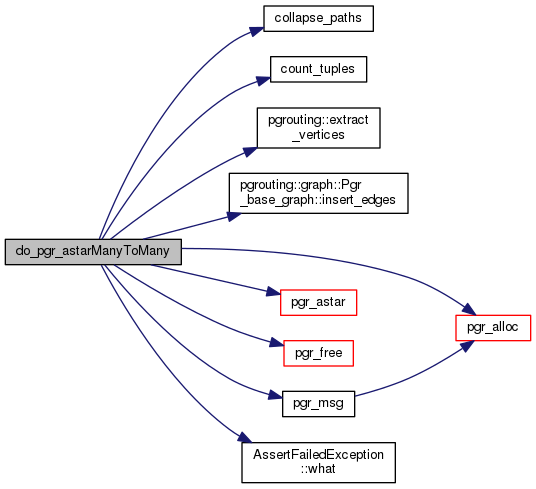 collapse_paths
count_tuples
pgrouting::extract
_vertices
pgrouting::graph::Pgr
_base_graph::insert_edges
do_pgr_astarManyToMany
pgr_astar
pgr_alloc
pgr_free
pgr_msg
AssertFailedException
::what